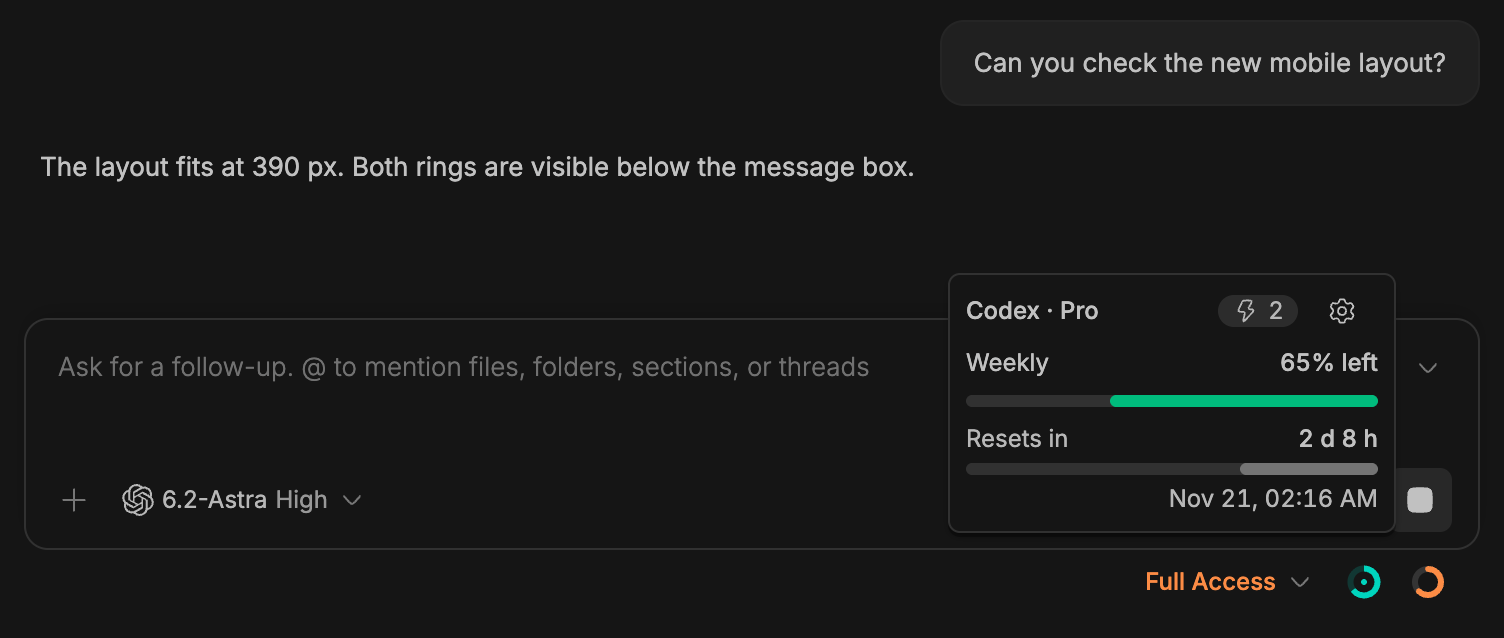 Can you check the new mobile layout?
The layout fits at 390 px. Both rings are visible below the message box.
Codex · Pro
2
Weekly
65% left
Resets in
2 d 8 h
Nov 21, 02:16 AM
Ask for a follow-up. @ to mention files, folders, sections, or threads
6.2-Astra High
Full Access